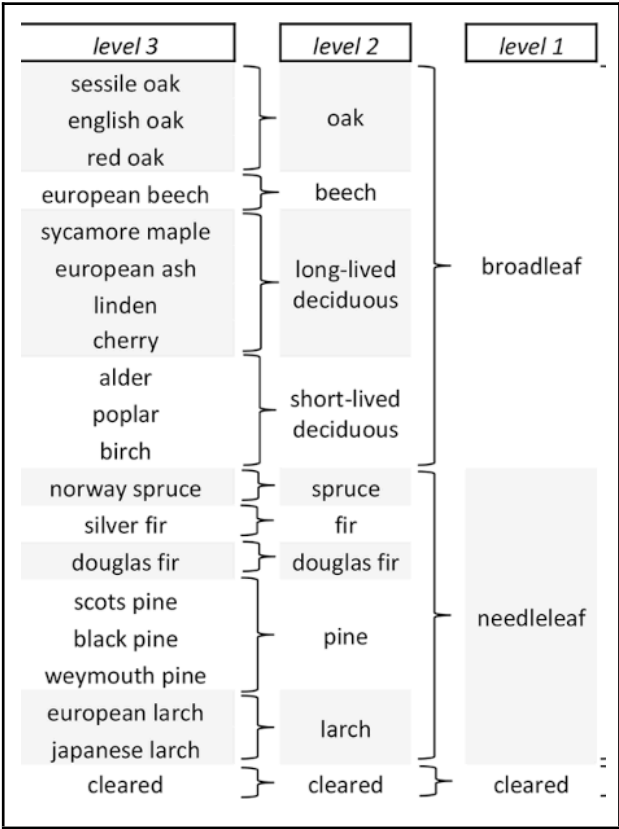 level 3 level 2 level 1
sessile oak
english oak
red oak
oak
european beech
beech
sycamore maple
european ash
linden
cherry
long-lived
deciduous
alder
poplar
birch
short-lived
deciduous
broadleaf
norway spruce
spruce
silver fir
fir
douglas fir
douglas fir
scots pine
black pine
weymouth pine
pine
european larch
japanese larch
larch
needleleaf
cleared
cleared
cleared